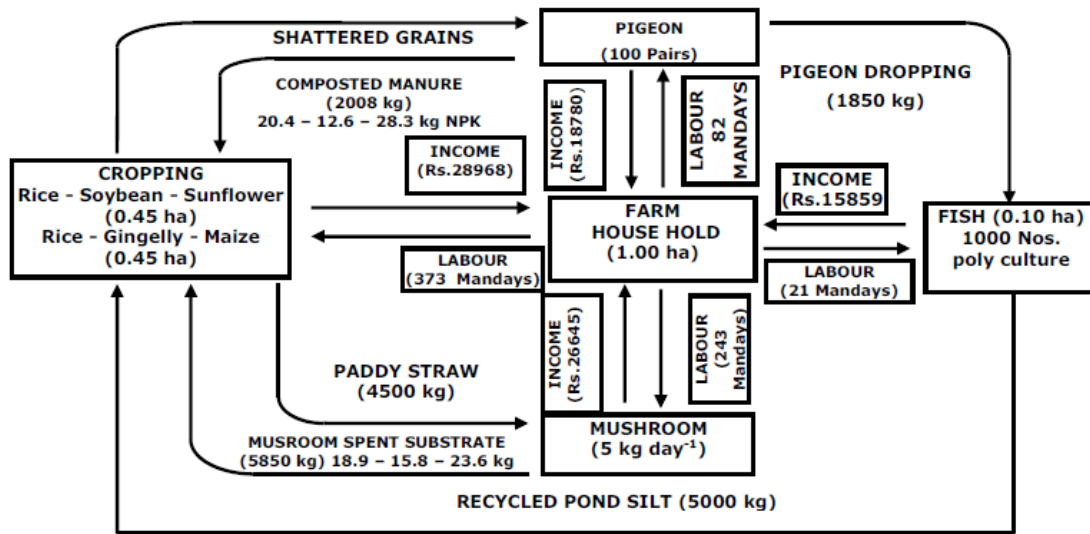 SHATTERED GRAINS
PIGEON
(100 Pairs)
COMPOSTED MANURE
(2008 kg)
20.4 – 12.6 – 28.3 kg NPK
INCOME
(Rs.18780)
LABOUR
82
MANDAYS
PIGEON DROPPING
(1850 kg)
INCOME
(Rs.28968)
CROPPING
Rice - Soybean - Sunflower
(0.45 ha)
Rice - Gingelly - Maize
(0.45 ha)
FARM
HOUSE HOLD
(1.00 ha)
INCOME
(Rs.15859
FISH (0.10 ha)
1000 Nos.
poly culture
LABOUR
(373 Mandays)
LABOUR
(21 Mandays)
INCOME
(Rs.26645)
LABOUR
(243
Mandays)
PADDY STRAW
(4500 kg)
MUSROOM SPENT SUBSTRATE
(5850 kg) 18.9 – 15.8 – 23.6 kg
MUSHROOM
(5 kg day⁻¹)
RECYCLED POND SILT (5000 kg)